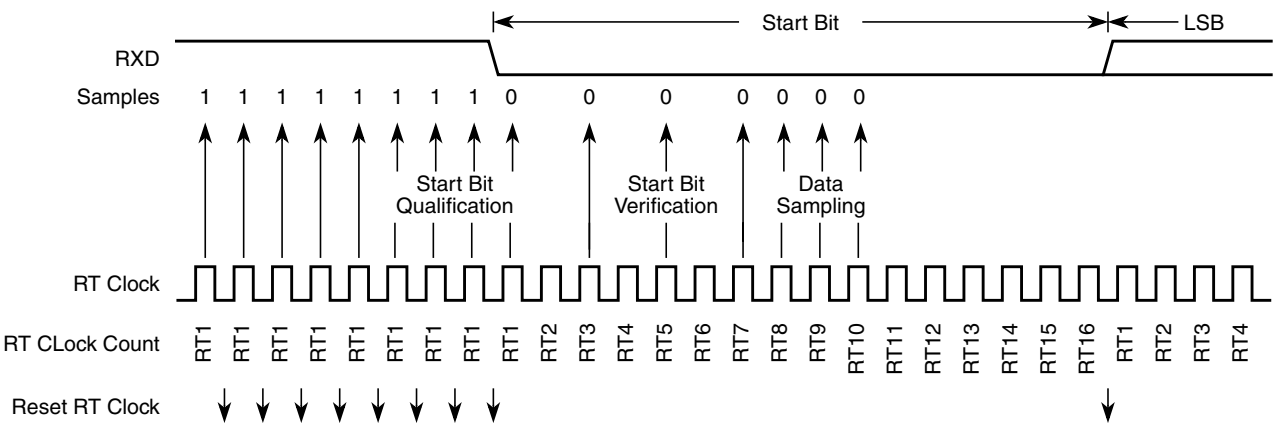 Start Bit LSB
RXD
Samples 1 1 1 1 1 1 1 1 0 0 0 0 0 0 0
Start Bit Qualification
Start Bit Verification
Data Sampling
RT Clock
RT CLock Count RT1 RT1 RT1 RT1 RT1 RT1 RT1 RT1 RT1 RT2 RT3 RT4 RT5 RT6 RT7 RT8 RT9 RT10 RT11 RT12 RT13 RT14 RT15 RT16 RT1 RT2 RT3 RT4
Reset RT Clock